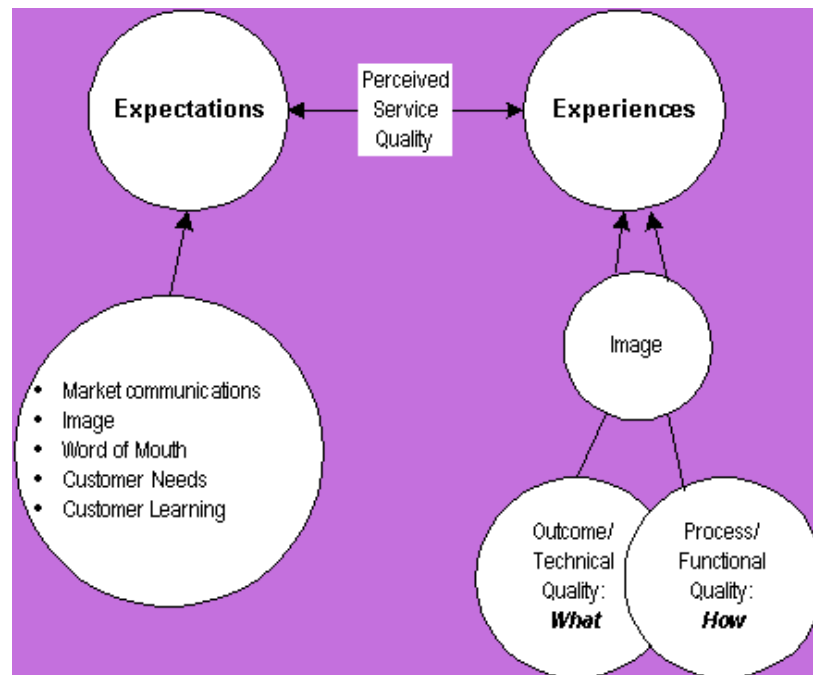 Expectations
Perceived
Service
Quality
Experiences
• Market communications
• Image
• Word of Mouth
• Customer Needs
• Customer Learning
Image
Outcome/
Technical
Quality:
What
Process/
Functional
Quality:
How